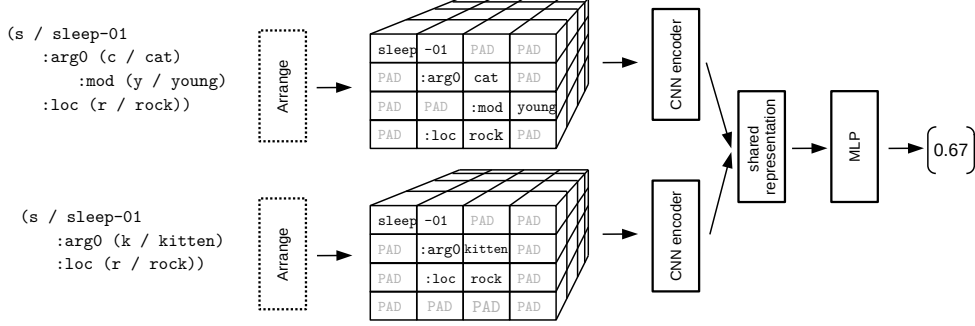 (s / sleep-01
:arg0 (c / cat)
:mod (y / young)
:loc (r / rock))
Arrange
sleep -01 PAD PAD
PAD :arg0 cat PAD
PAD PAD :mod young
PAD :loc rock PAD
CNN encoder
(s / sleep-01
:arg0 (k / kitten)
:loc (r / rock))
Arrange
sleep -01 PAD PAD
PAD :arg0 kitten PAD
PAD :loc rock PAD
PAD PAD PAD PAD
CNN encoder
shared
representation
MLP
0.67